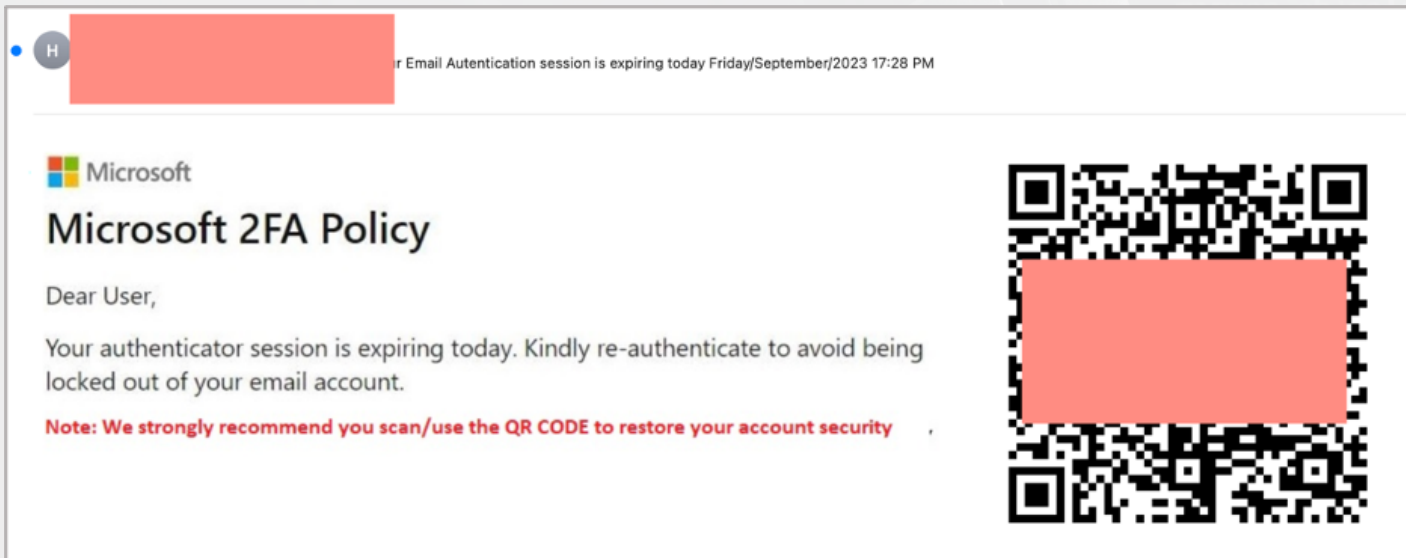 H
Email Autentication session is expiring today Friday/September/2023 17:28 PM
Microsoft
Microsoft 2FA Policy
Dear User,
Your authenticator session is expiring today. Kindly re-authenticate to avoid being
locked out of your email account.
Note: We strongly recommend you scan/use the QR CODE to restore your account security ,